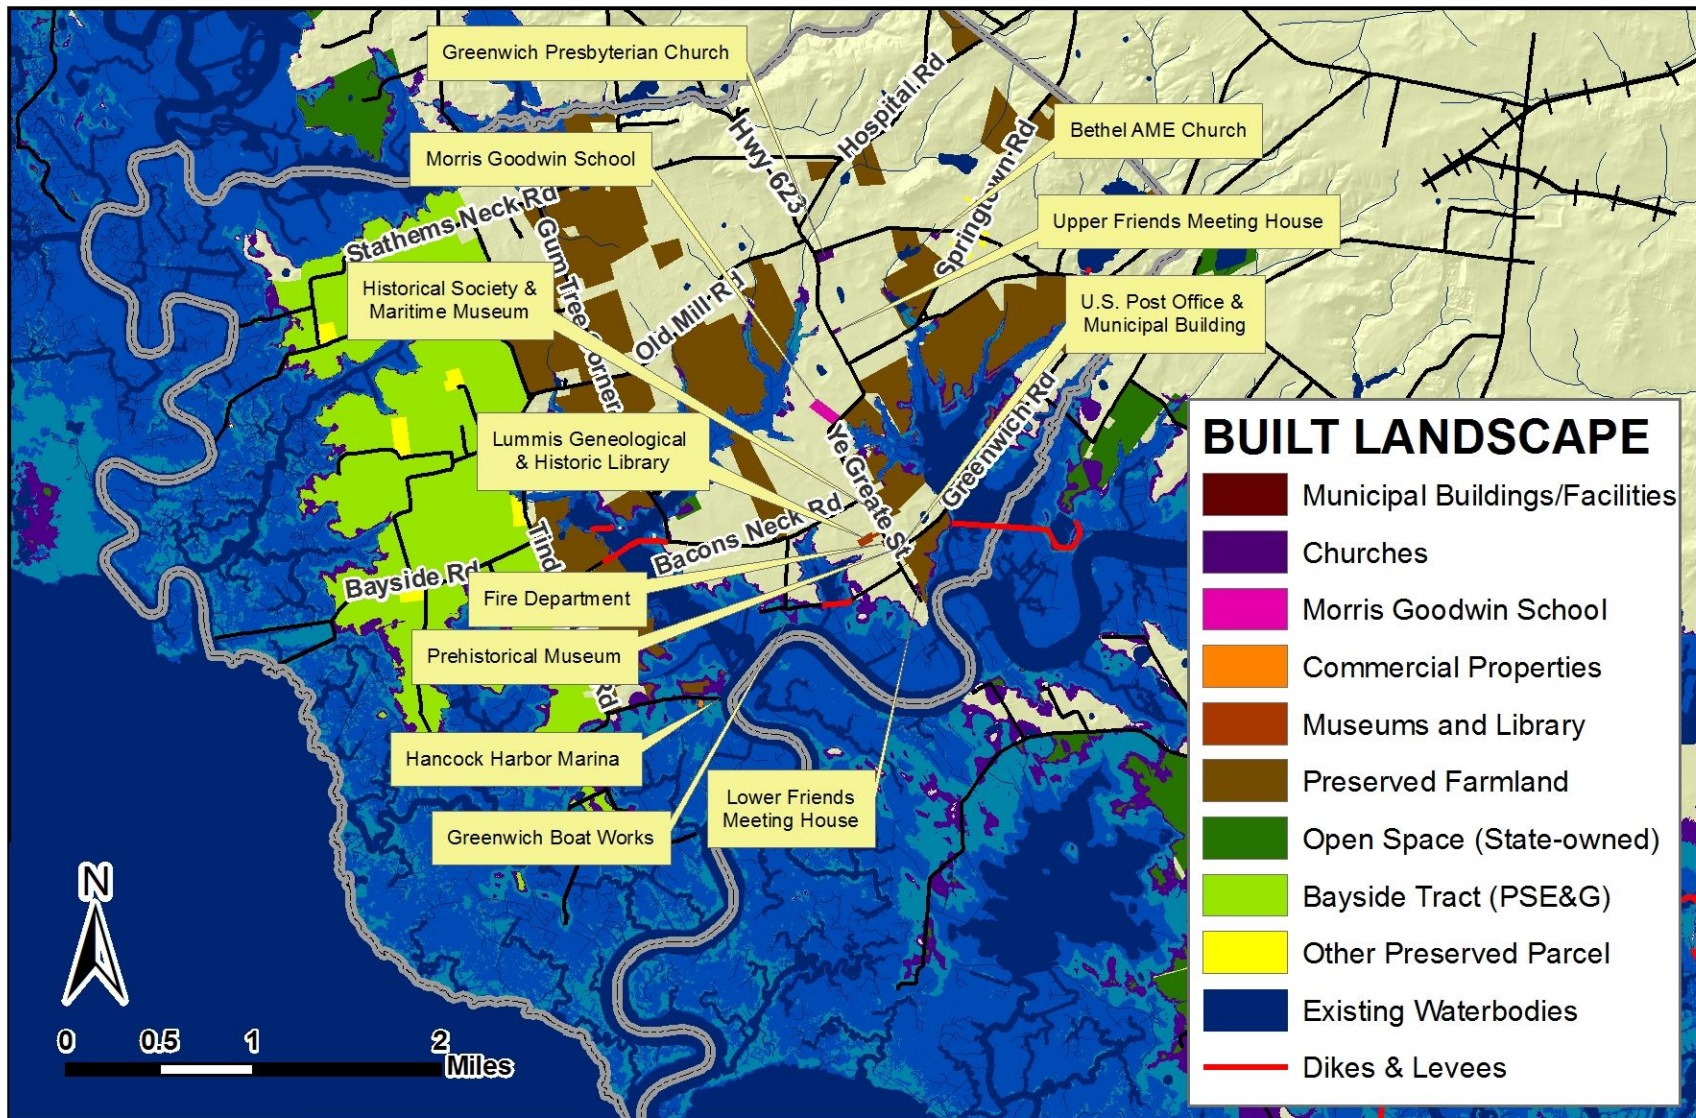 Greenwich Presbyterian Church
Hospital Rd
Hwy 623
Bethel AME Church
Morris Goodwin School
Springtown Rd
Stathems Neck Rd
Upper Friends Meeting House
Gum Tree Corner
Historical Society &
Maritime Museum
Old Mill Rd
U.S. Post Office &
Municipal Building
Greenwich Rd
Lummis Geneological
& Historic Library
Ye Greate St
Bacons Neck Rd
Tind
Rd
Bayside Rd
Fire Department
Prehistorical Museum
Hancock Harbor Marina
Lower Friends
Meeting House
Greenwich Boat Works
N
0 0.5 1 2
Miles
BUILT LANDSCAPE
Municipal Buildings/Facilities
Churches
Morris Goodwin School
Commercial Properties
Museums and Library
Preserved Farmland
Open Space (State-owned)
Bayside Tract (PSE&G)
Other Preserved Parcel
Existing Waterbodies
Dikes & Levees